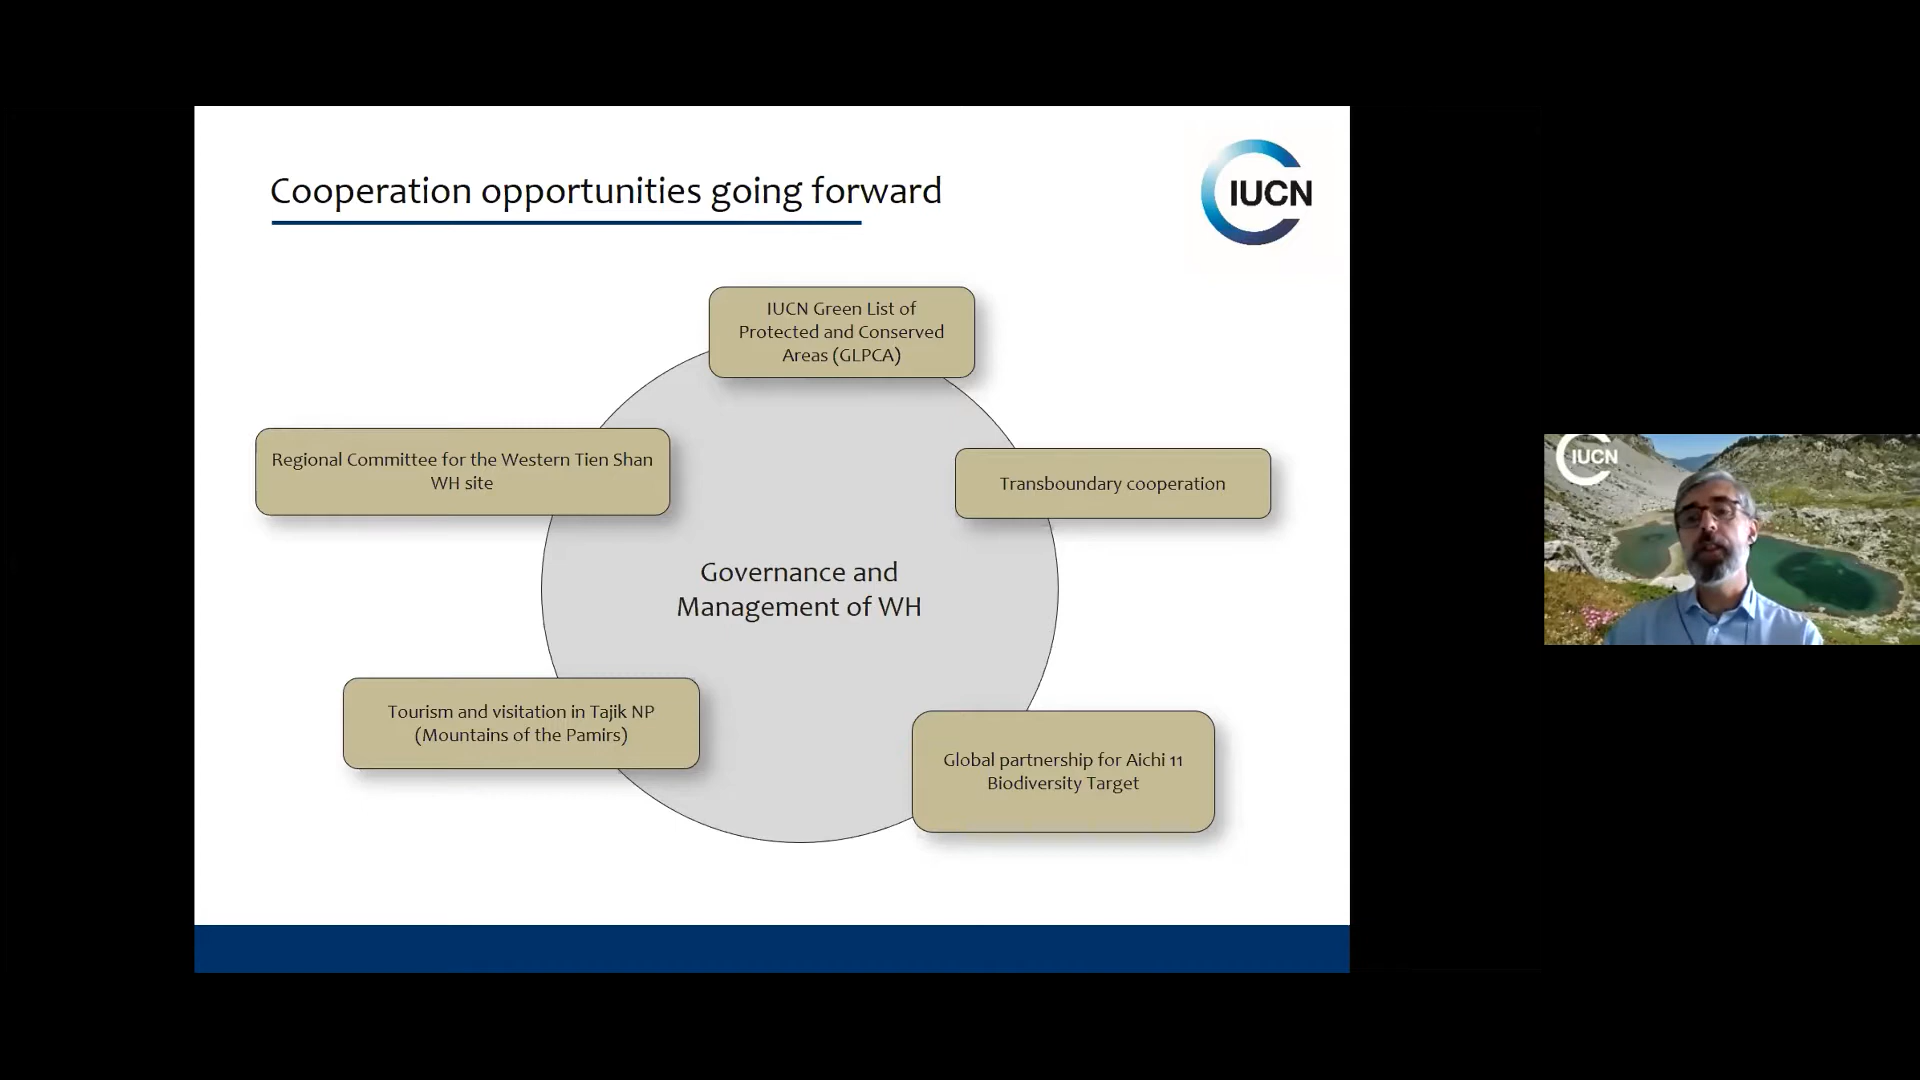 Cooperation opportunities going forward
IUCN
IUCN Green List of
Protected and Conserved
Areas (GLPCA)
Regional Committee for the Western Tien Shan
WH site
Transboundary cooperation
Governance and
Management of WH
Tourism and visitation in Tajik NP
(Mountains of the Pamirs)
Global partnership for Aichi 11
Biodiversity Target
IUCN